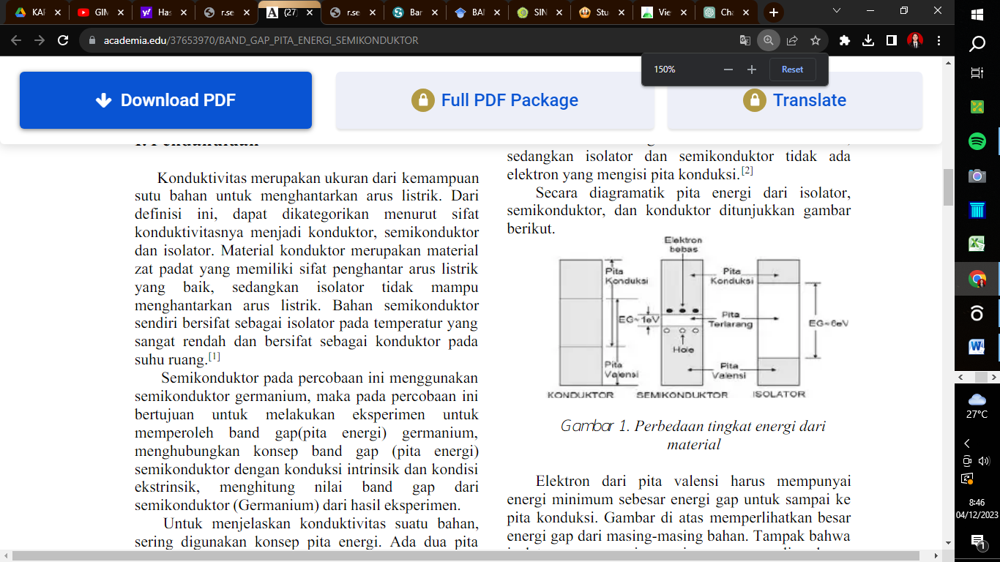 KAF
GIN
Has
r.se
(27)
r.se
Bar
BAI
SIN
Stu
Vie
Cha
academia.edu/37653970/BAND_GAP_PITA_ENERGI_SEMIKONDUKTOR
150%
Reset
Download PDF
Full PDF Package
Translate
1. Pendahuluan
Konduktivitas merupakan ukuran dari kemampuan
sutu bahan untuk menghantarkan arus listrik. Dari
definisi ini, dapat dikategorikan menurut sifat
konduktivitasnya menjadi konduktor, semikonduktor
dan isolator. Material konduktor merupakan material
zat padat yang memiliki sifat penghantar arus listrik
yang baik, sedangkan isolator tidak mampu
menghantarkan arus listrik. Bahan semikonduktor
sendiri bersifat sebagai isolator pada temperatur yang
sangat rendah dan bersifat sebagai konduktor pada
suhu ruang.[1]
Semikonduktor pada percobaan ini menggunakan
semikonduktor germanium, maka pada percobaan ini
bertujuan untuk melakukan eksperimen untuk
memperoleh band gap(pita energi) germanium,
menghubungkan konsep band gap (pita energi)
semikonduktor dengan konduksi intrinsik dan kondisi
ekstrinsik, menghitung nilai band gap dari
semikonduktor (Germanium) dari hasil eksperimen.
Untuk menjelaskan konduktivitas suatu bahan,
sering digunakan konsep pita energi. Ada dua pita
sedangkan isolator dan semikonduktor tidak ada
elektron yang mengisi pita konduksi.[2]
Secara diagramatik pita energi dari isolator,
semikonduktor, dan konduktor ditunjukkan gambar
berikut.
Elektron
bebas
Pita
Konduksi
Pita
Konduksi
EG~1eV
Pita
Terlarang
EG~6eV
Hole
Pita
Valensi
Pita
Valensi
KONDUKTOR
SEMIKONDUKTOR
ISOLATOR
Gambar 1. Perbedaan tingkat energi dari
material
Elektron dari pita valensi harus mempunyai
energi minimum sebesar energi gap untuk sampai ke
pita konduksi. Gambar di atas memperlihatkan besar
energi gap dari masing-masing bahan. Tampak bahwa
27°C
8:46
04/12/2023
1